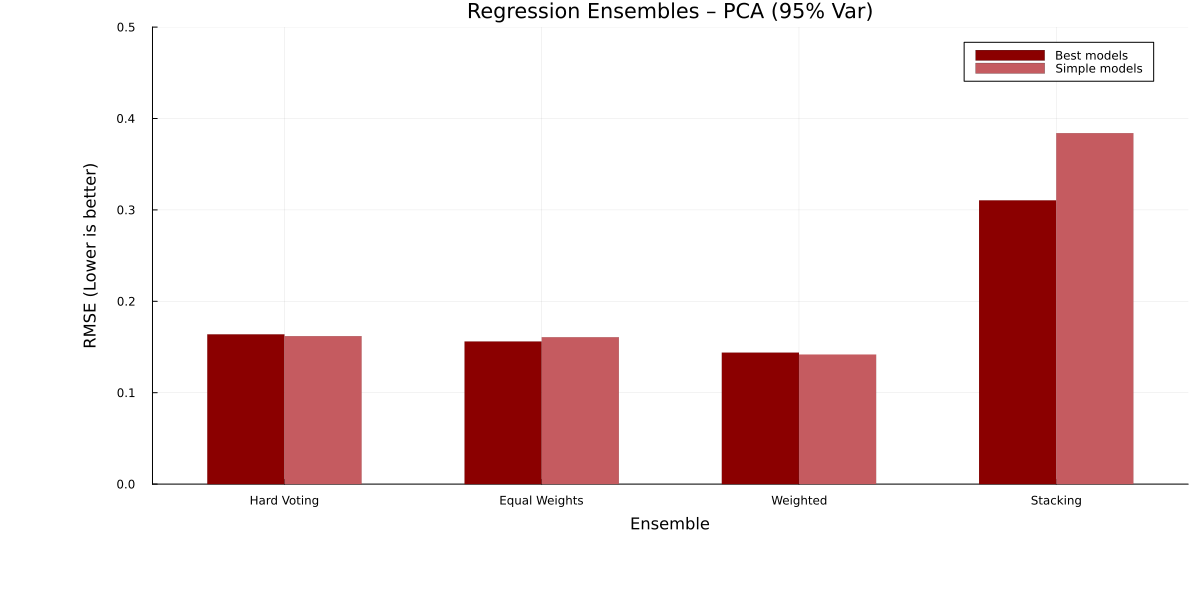 Regression Ensembles – PCA (95% Var)
Best models
Simple models
RMSE (Lower is better)
0.5
0.4
0.3
0.2
0.1
0.0
Hard Voting
Equal Weights
Weighted
Stacking
Ensemble